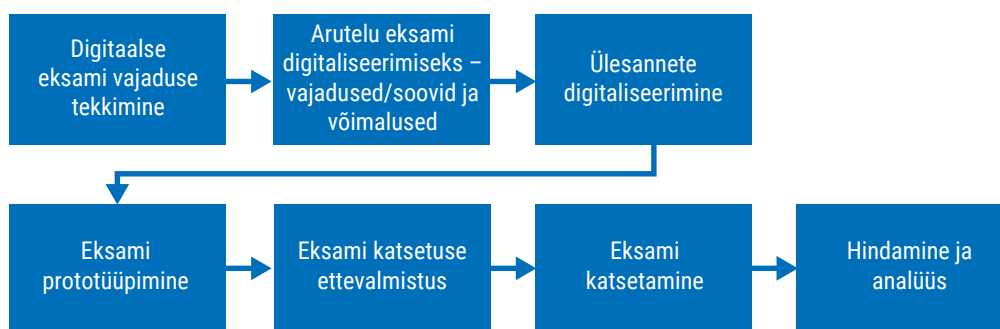 Digitaalse
eksami vajaduse
tekkimine
Arutelu eksami
digitaliseerimiseks –
vajadused/soovid ja
võimalused
Ülesannete
digitaliseerimine
Eksami
prototüüpimine
Eksami katsetuse
ettevalmistus
Eksami
katsetamine
Hindamine ja
analüüs